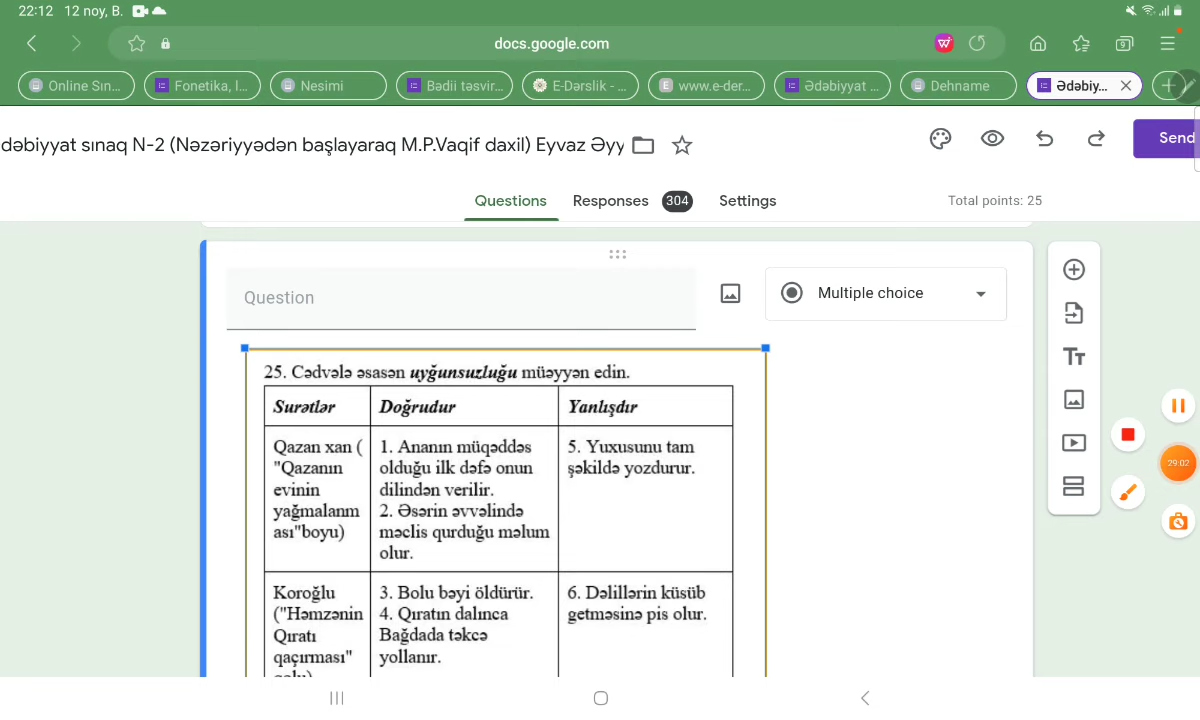 22:12 12 noy, B.
docs.google.com
9
Online Sın...
Fonetika, l...
Nesimi
Bədii təsvir...
E-Dərslik - ...
www.e-der...
Ədəbiyyat ...
Dehname
Ədəbiy...
dəbiyyat sınaq N-2 (Nəzəriyyədən başlayaraq M.P.Vaqif daxil) Eyvaz Əyy
Send
Questions
Responses 304
Settings
Total points: 25
Question
Multiple choice
25. Cədvələ əsasən uyğunsuzluğu müəyyən edin.
Surətlər
Doğrudur
Yanlışdır
Qazan xan (
"Qazanın
evinin
yağmalanm
ası"boyu)
1. Ananın müqəddəs
olduğu ilk dəfə onun
dilindən verilir.
2. Əsərin əvvəlində
məclis qurduğu məlum
olur.
5. Yuxusunu tam
şəkildə yozdurur.
Koroğlu
("Həmzənin
Qıratı
qaçırması"
3. Bolu bəyi öldürür.
4. Qıratın dalınca
Bağdada təkcə
yollanır.
6. Dəlillərin küsüb
getməsinə pis olur.
29:02